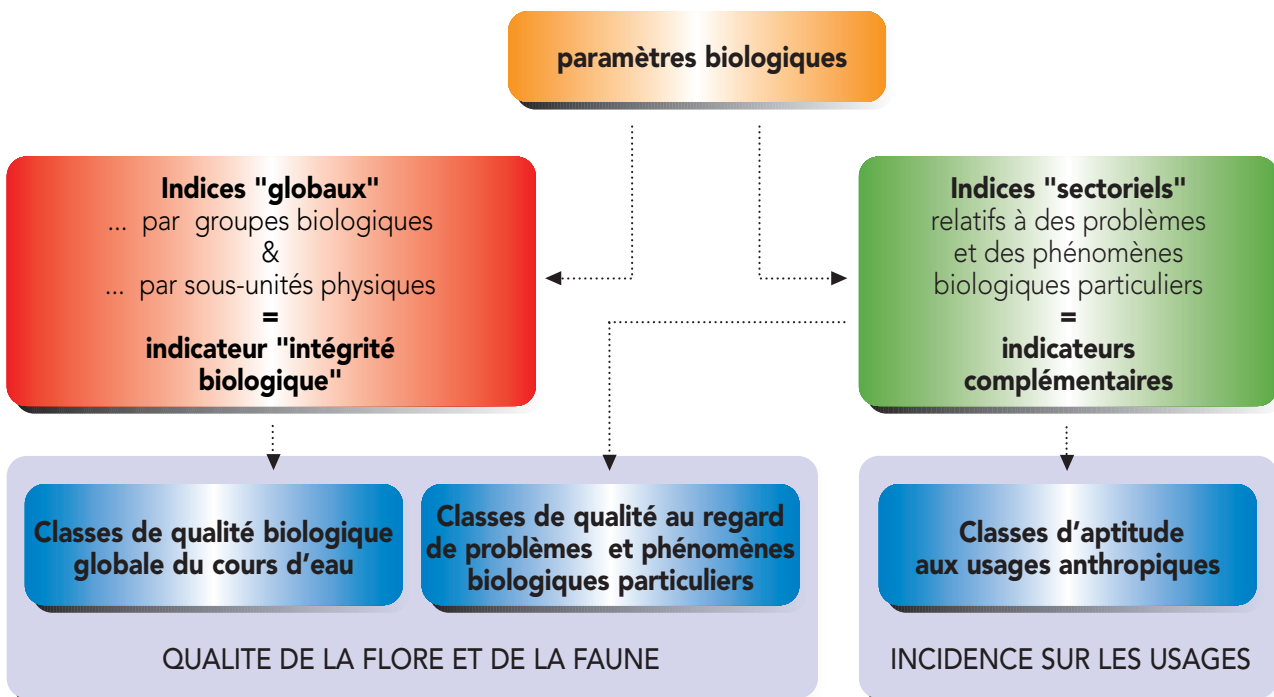 paramètres biologiques
Indices "globaux"
... par groupes biologiques
&
... par sous-unités physiques
=
indicateur "intégrité
biologique"
Indices "sectoriels"
relatifs à des problèmes
et des phénomènes
biologiques particuliers
=
indicateurs
complémentaires
Classes de qualité biologique
globale du cours d'eau
Classes de qualité au regard
de problèmes et phénomènes
biologiques particuliers
Classes d'aptitude
aux usages anthropiques
QUALITE DE LA FLORE ET DE LA FAUNE
INCIDENCE SUR LES USAGES